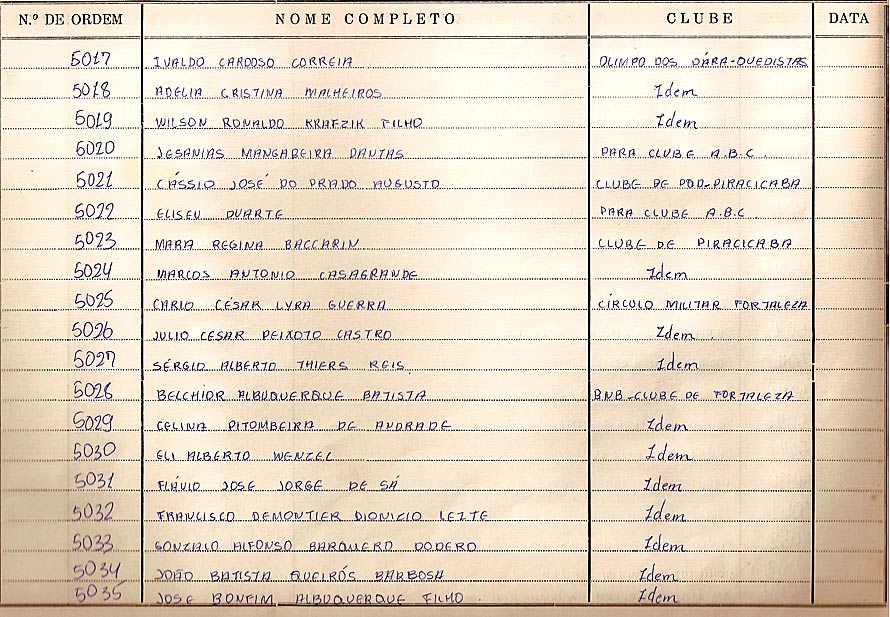 N.º DE ORDEM NOME COMPLETO CLUBE DATA
5017 IVALDO CARDOSO CORREIA OLIMPO DOS PÁRA-QUEDISTAS
5018 ADELIA CRISTINA MALHEIROS Idem
5019 WILSON RONALDO KRAFZIK FILHO Idem
5020 JESANIAS MANGABEIRA DANTAS PARA CLUBE A.B.C.
5021 CÁSSIO JOSÉ DO PRADO AUGUSTO CLUBE DE PQD-PIRACICABA
5022 ELISEU DUARTE PARA CLUBE A.B.C.
5023 MARA REGINA BACCARIN CLUBE DE PIRACICABA
5024 MARCOS ANTONIO CASAGRANDE Idem
5025 CARLO CÉSAR LYRA GUERRA CÍRCULO MILITAR FORTALEZA
5026 JULIO CESAR PEIXOTO CASTRO Idem
5027 SÉRGIO ALBERTO THIERS REIS Idem
5028 BELCHIOR ALBUQUERQUE BATISTA BNB-CLUBE DE FORTALEZA
5029 CELINA PITOMBEIRA DE ANDRADE Idem
5030 ELI ALBERTO WENZEL Idem
5031 FLÁVIO JOSE JORGE DE SÁ Idem
5032 FRANCISCO DEMONTIER DIONIZIO LEITE Idem
5033 GONZALO ALFONSO BARQUERO DODERO Idem
5034 JOÃO BATISTA QUEIRÓS BARBOSA Idem
5035 JOSE BONFIM ALBUQUERQUE FILHO. Idem